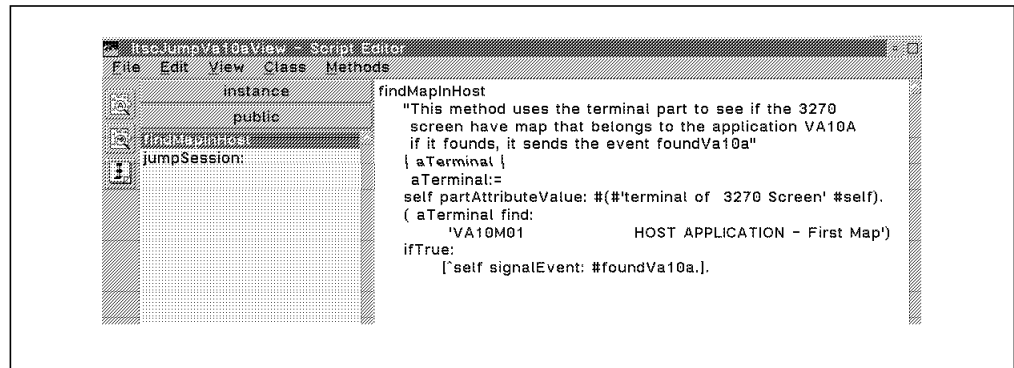 ItscJumpVa10aView - Script Editor
File Edit View Class Methods
instance
public
findMapInHost
jumpSession:
findMapInHost
"This method uses the terminal part to see if the 3270
screen have map that belongs to the application VA10A
if it founds, it sends the event foundVa10a"
| aTerminal |
aTerminal:=
self partAttributeValue: #(#'terminal of 3270 Screen' #self).
( aTerminal find:
'VA10M01 HOST APPLICATION - First Map')
ifTrue:
[^self signalEvent: #foundVa10a.].